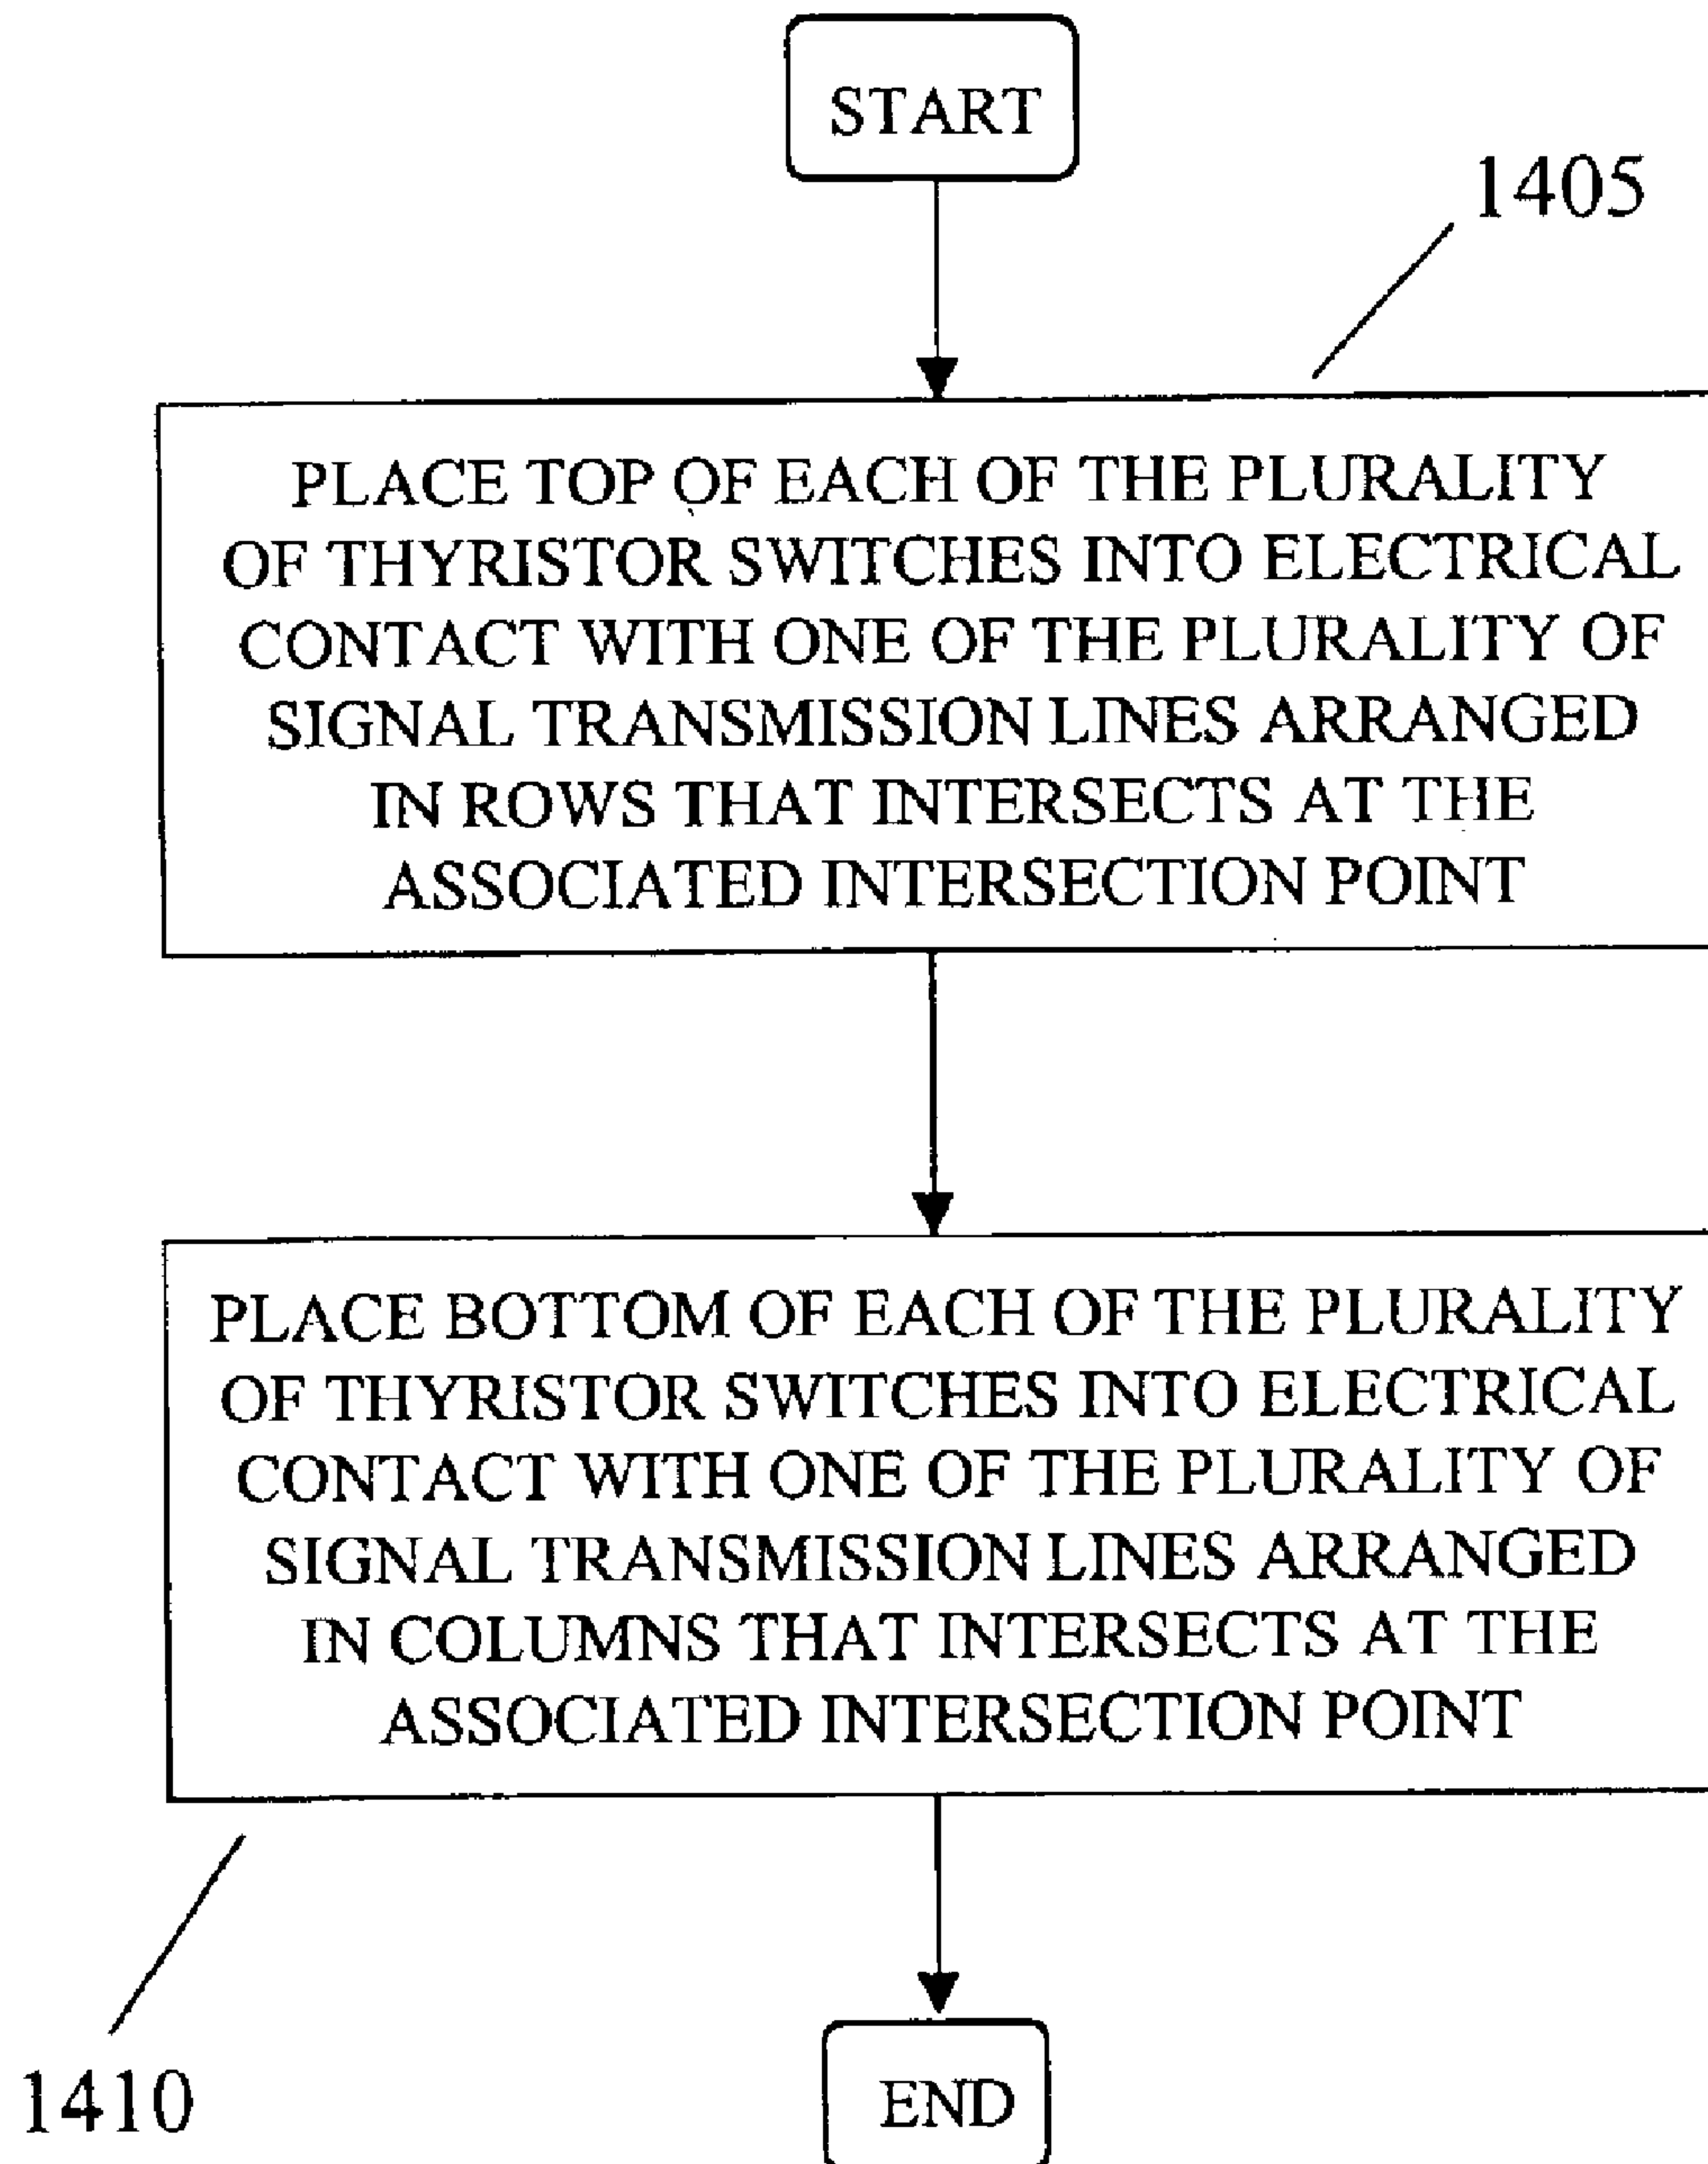 START
1405
PLACE TOP OF EACH OF THE PLURALITY
OF THYRISTOR SWITCHES INTO ELECTRICAL
CONTACT WITH ONE OF THE PLURALITY OF
SIGNAL TRANSMISSION LINES ARRANGED
IN ROWS THAT INTERSECTS AT THE
ASSOCIATED INTERSECTION POINT
PLACE BOTTOM OF EACH OF THE PLURALITY
OF THYRISTOR SWITCHES INTO ELECTRICAL
CONTACT WITH ONE OF THE PLURALITY OF
SIGNAL TRANSMISSION LINES ARRANGED
IN COLUMNS THAT INTERSECTS AT THE
ASSOCIATED INTERSECTION POINT
1410
END